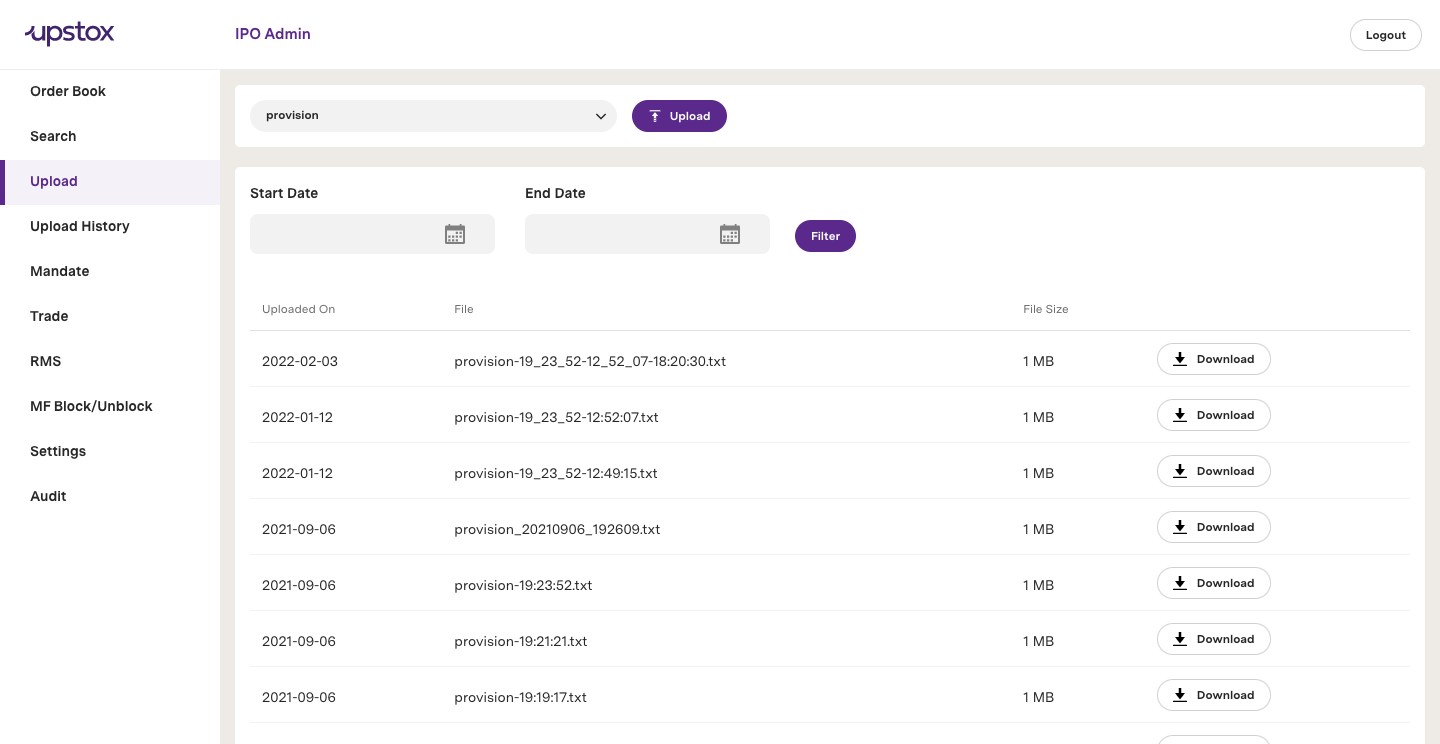 upstox
IPO Admin
Logout
Order Book
Search
Upload
Upload History
Mandate
Trade
RMS
MF Block/Unblock
Settings
Audit
provision
Upload
Start Date
End Date
Filter
Uploaded On File File Size
2022-02-03 provision-19_23_52-12_52_07-18:20:30.txt 1 MB Download
2022-01-12 provision-19_23_52-12:52:07.txt 1 MB Download
2022-01-12 provision-19_23_52-12:49:15.txt 1 MB Download
2021-09-06 provision_20210906_192609.txt 1 MB Download
2021-09-06 provision-19:23:52.txt 1 MB Download
2021-09-06 provision-19:21:21.txt 1 MB Download
2021-09-06 provision-19:19:17.txt 1 MB Download